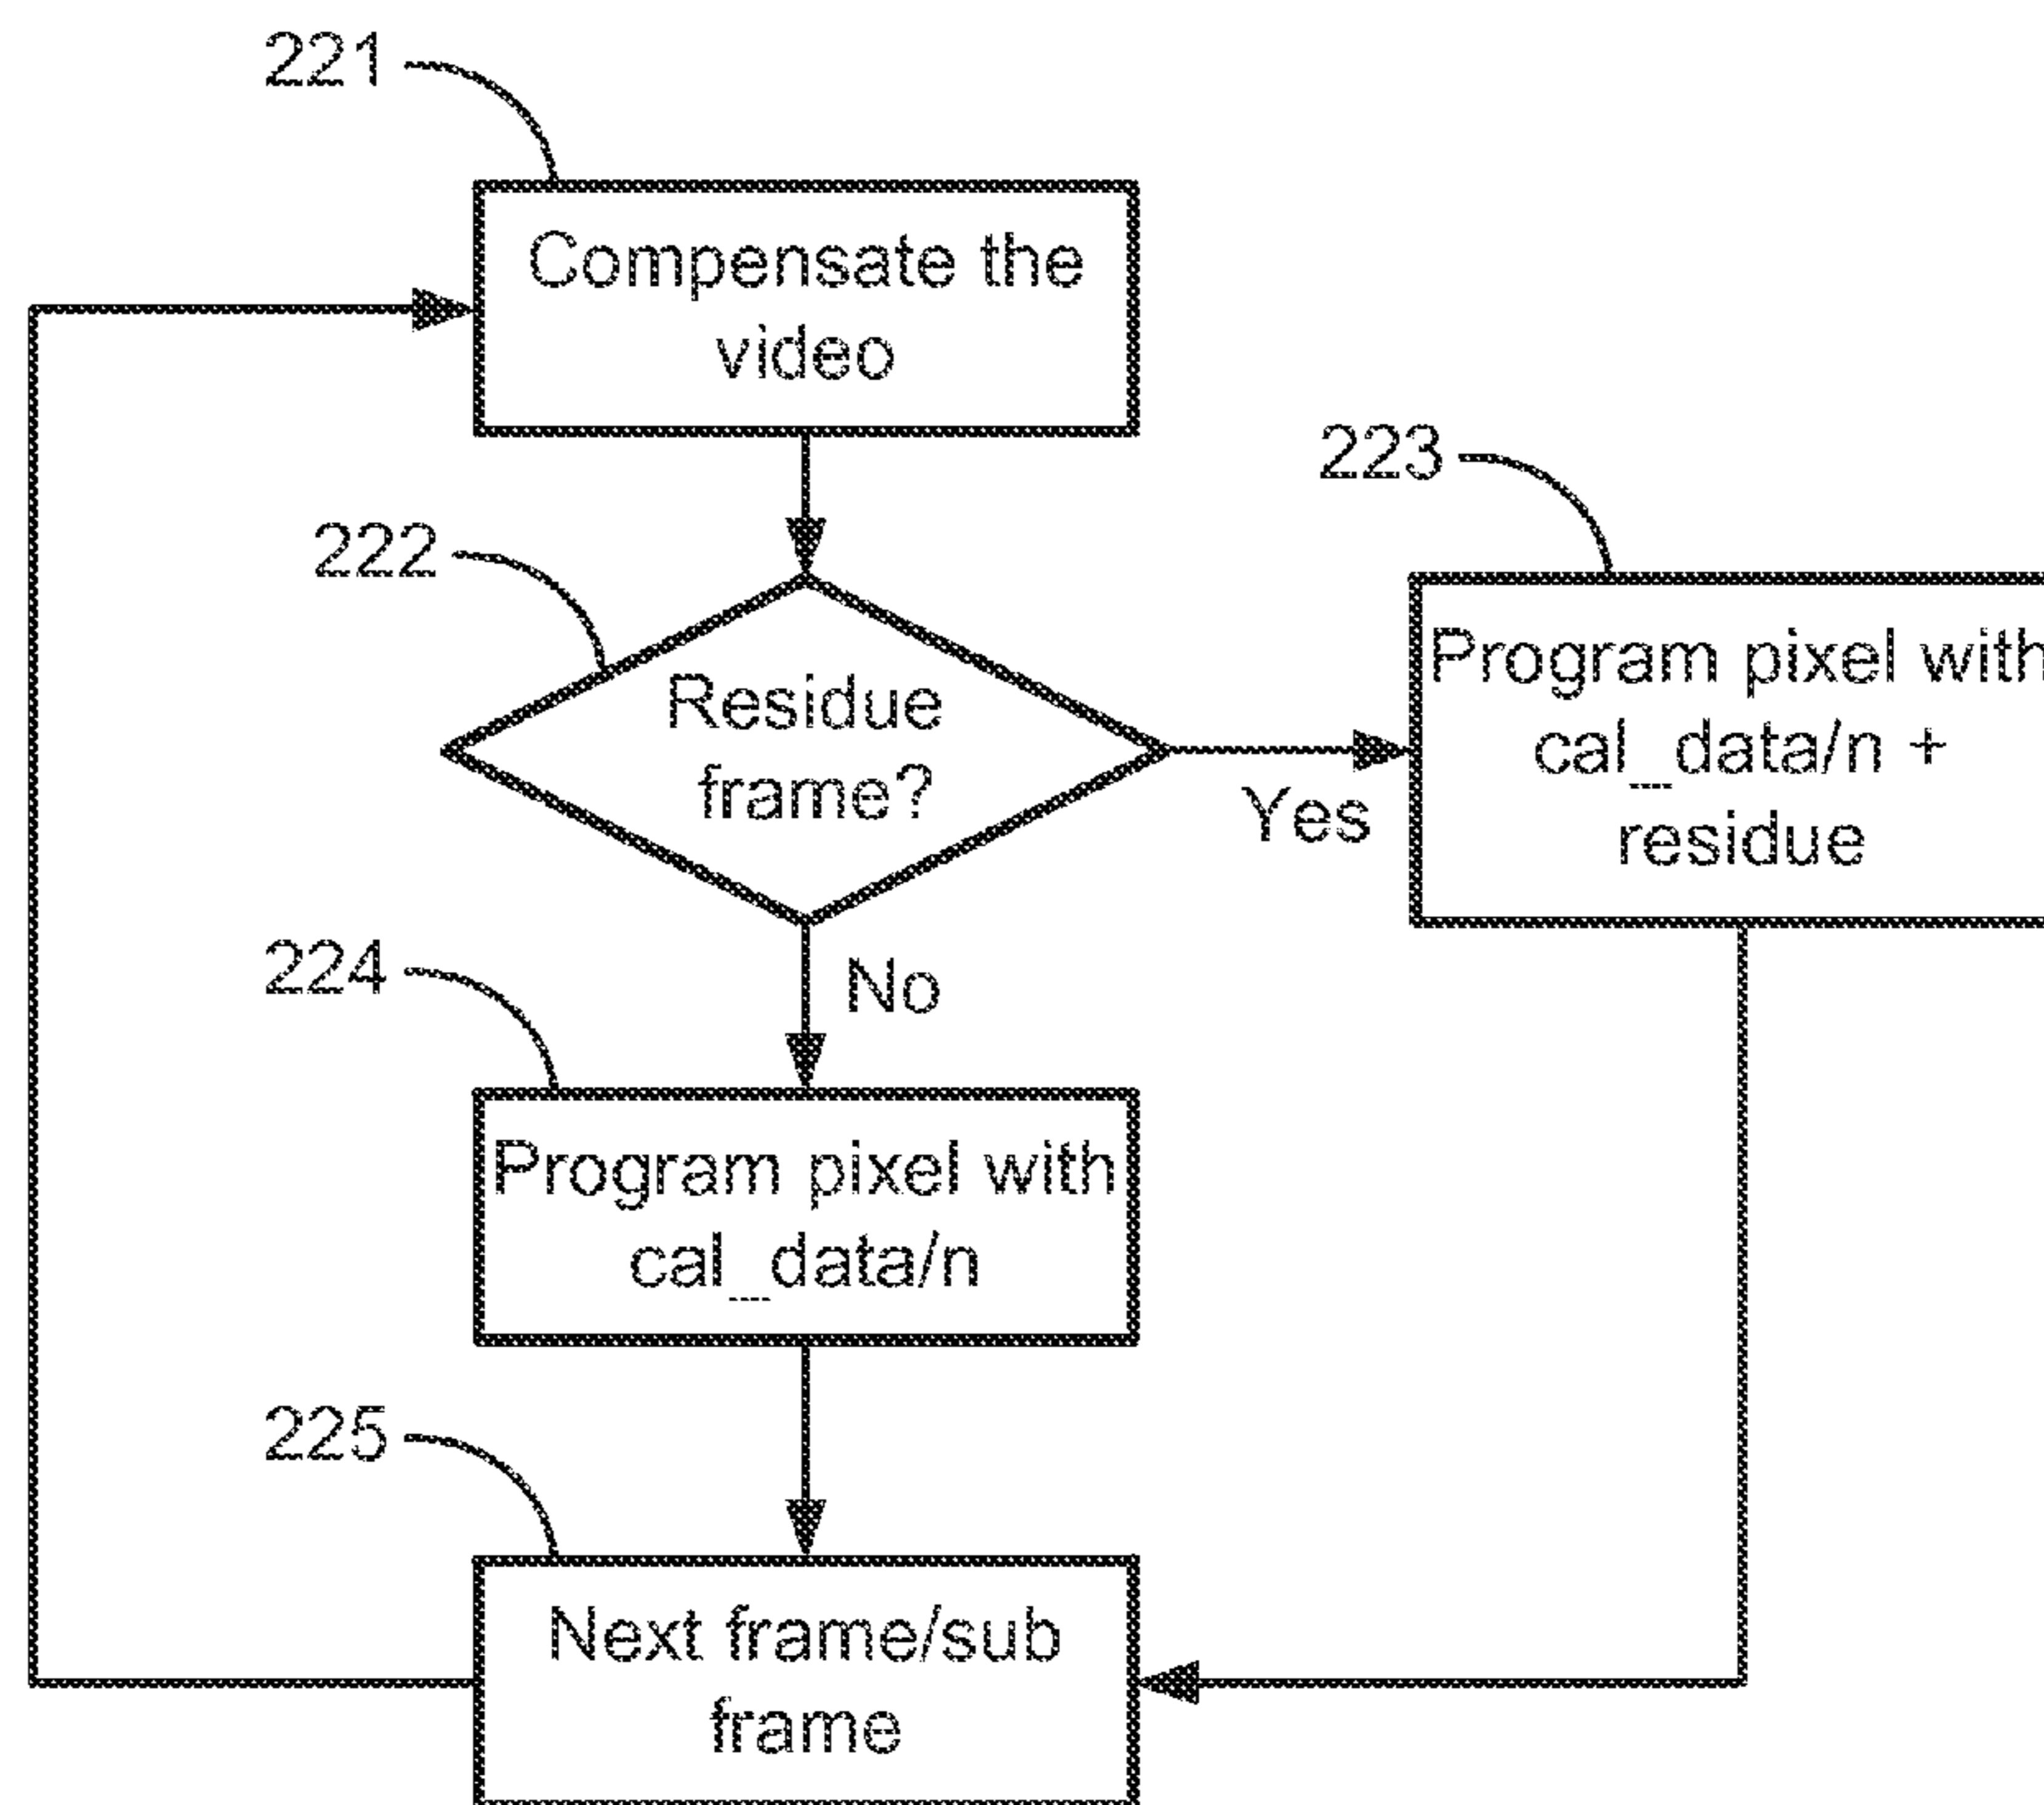 221
Compensate the
video
222
Residue
frame?
Yes
223
Program pixel with
cal_data/n +
residue
No
224
Program pixel with
cal_data/n
225
Next frame/sub
frame